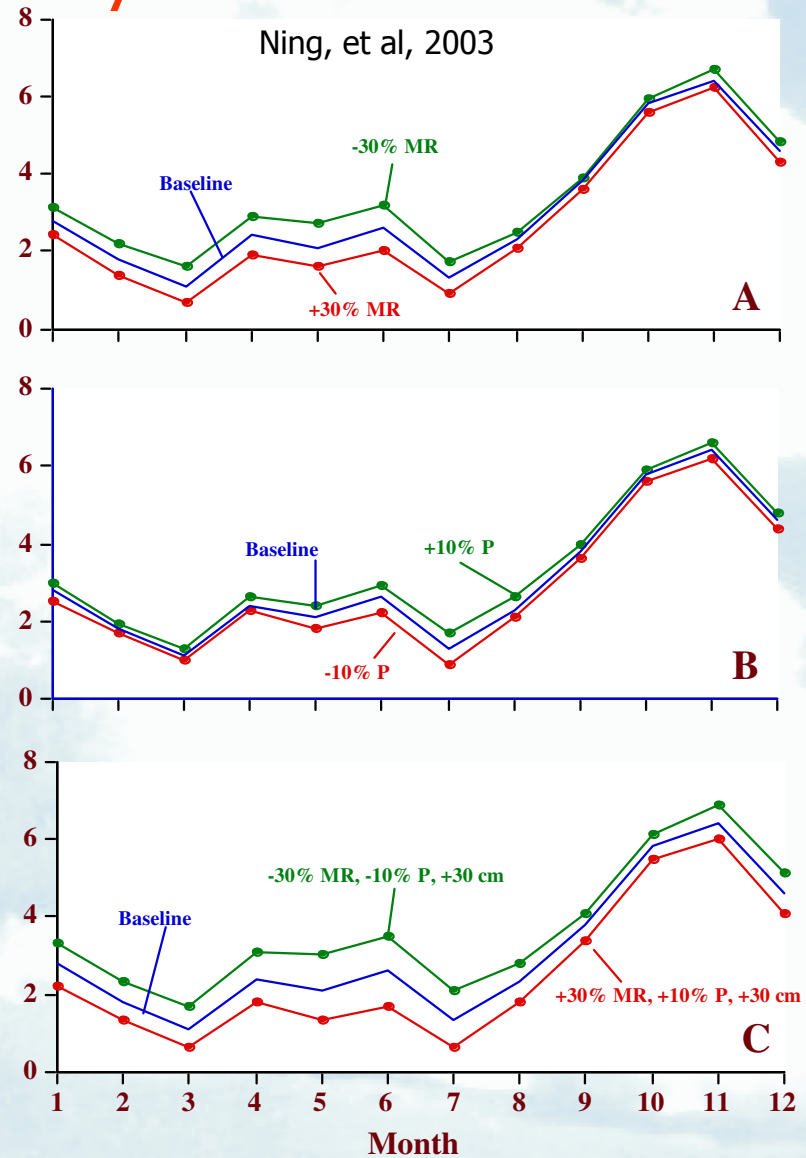 Ning, et al, 2003
8
6
4
2
0
-30% MR
Baseline
+30% MR
A
8
6
4
2
0
Baseline
+10% P
-10% P
B
8
6
4
2
0
-30% MR, -10% P, +30 cm
Baseline
+30% MR, +10% P, +30 cm
C
1 2 3 4 5 6 7 8 9 10 11 12
Month